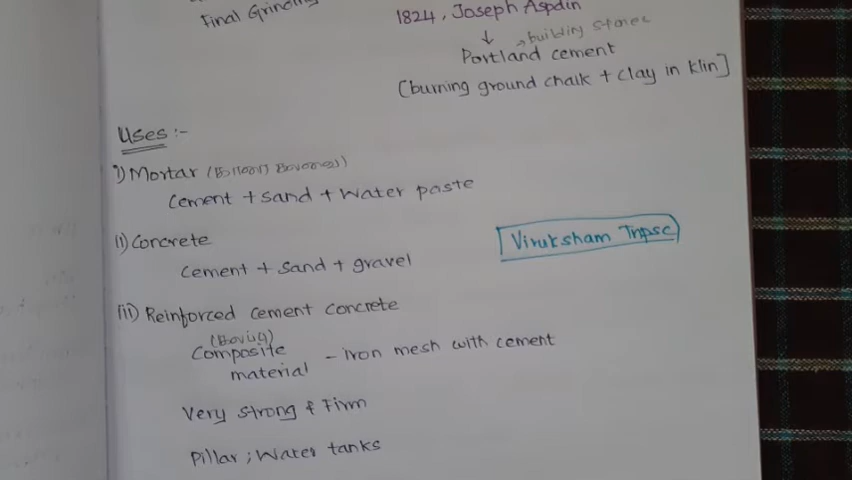 Final Grinding
1824, Joseph Aspdin
↓ → building stones
Portland cement
[burning ground chalk + clay in klin]
Uses :-
i) Mortar
cement + sand + water paste
ii) Concrete
cement + sand + gravel
Viruksham Tnpsc
iii) Reinforced cement concrete
Composite material - iron mesh with cement
Very strong & Firm
Pillar ; Water tanks